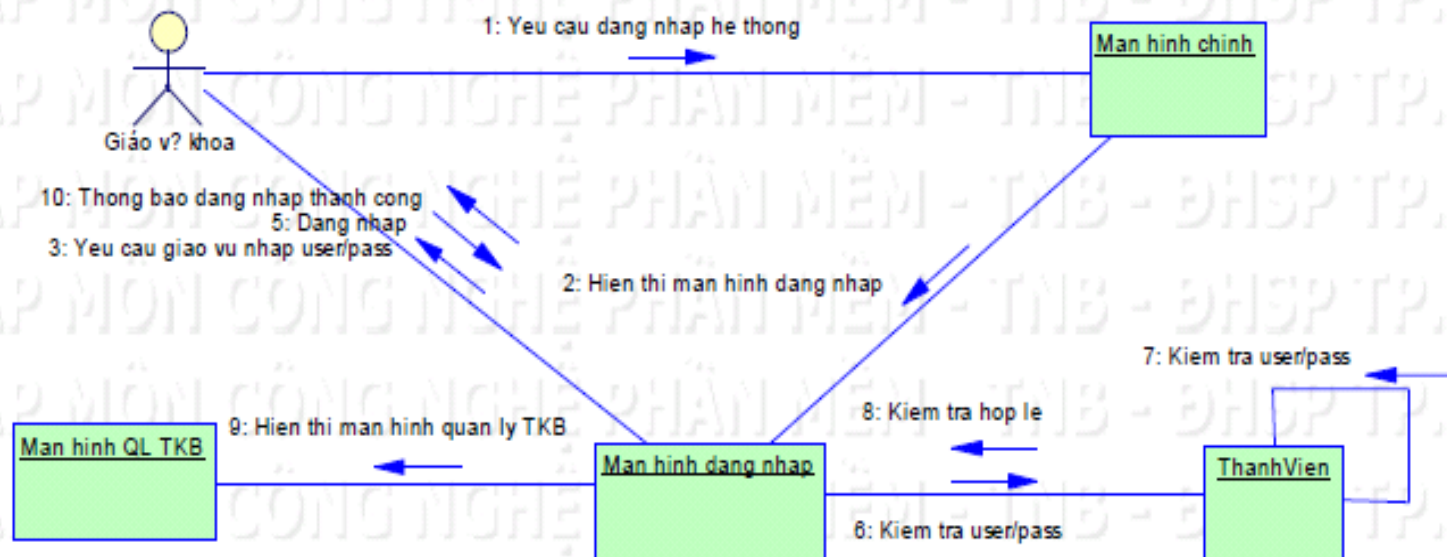 1: Yeu cau dang nhap he thong
Man hinh chinh
Giáo v? khoa
10: Thong bao dang nhap thanh cong
5: Dang nhap
3: Yeu cau giao vu nhap user/pass
2: Hien thi man hinh dang nhap
7: Kiem tra user/pass
8: Kiem tra hop le
9: Hien thi man hinh quan ly TKB
Man hinh QL TKB
Man hinh dang nhap
ThanhVien
6: Kiem tra user/pass